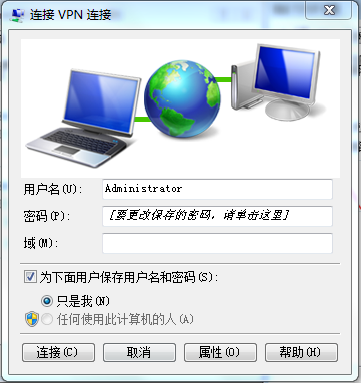 连接 VPN 连接
用户名(U): Administrator
密码(P): [要更改保存的密码，请单击这里]
域(M):
为下面用户保存用户名和密码(S):
只是我(N)
任何使用此计算机的人(A)
连接(C) 取消 属性(O) 帮助(H)